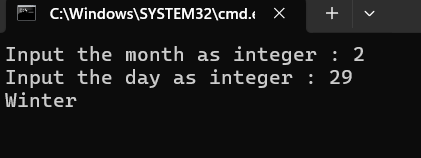 C:\Windows\SYSTEM32\cmd.e
Input the month as integer : 2
Input the day as integer : 29
Winter